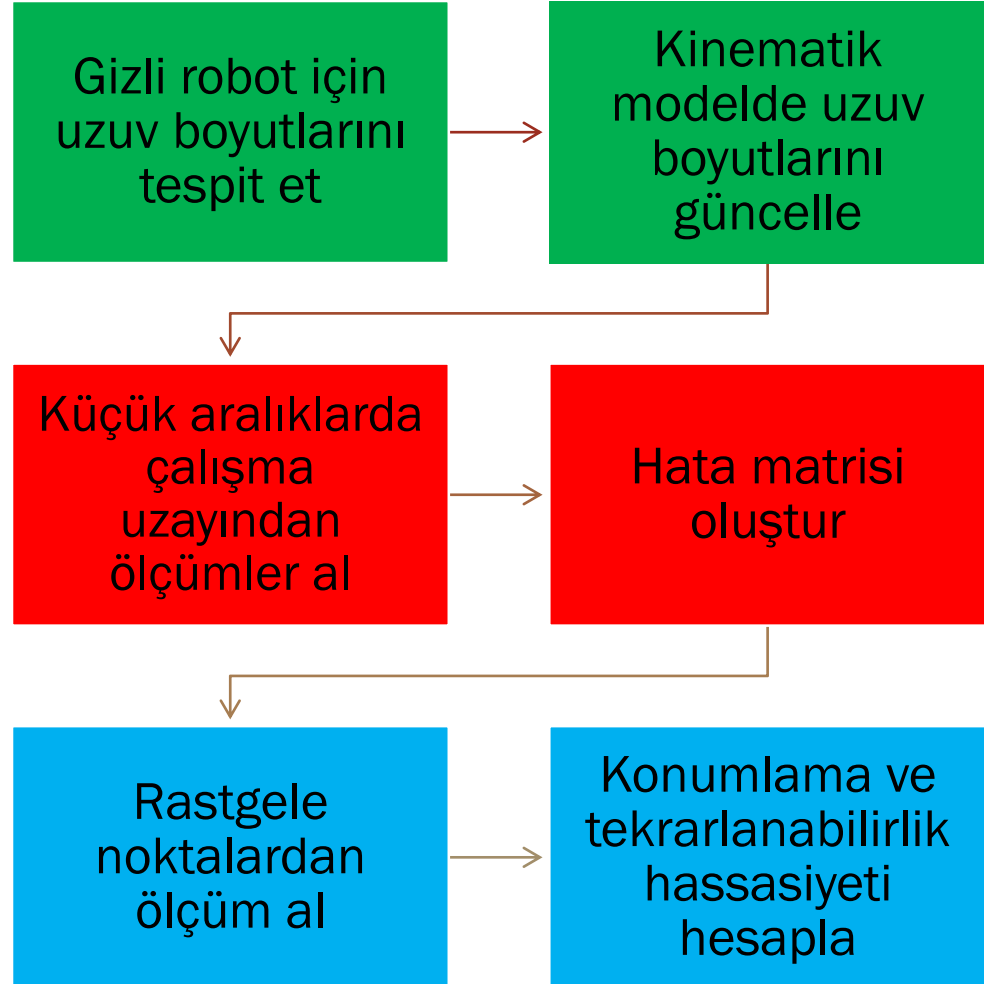 Gizli robot için
uzuv boyutlarını
tespit et
Kinematik
modelde uzuv
boyutlarını
güncelle
Küçük aralıklarda
çalışma
uzayından
ölçümler al
Hata matrisi
oluştur
Rastgele
noktalardan
ölçüm al
Konumlama ve
tekrarlanabilirlik
hassasiyeti
hesapla